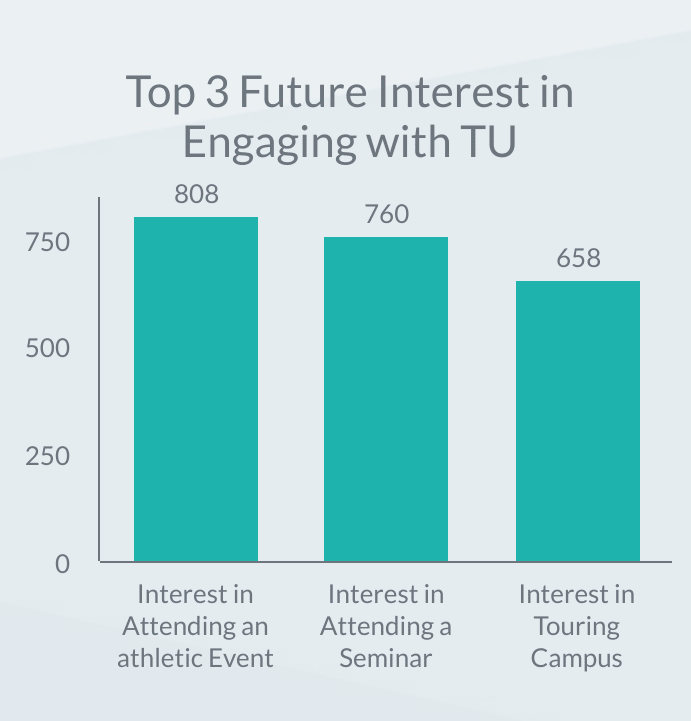 Top 3 Future Interest in
Engaging with TU
808
760
658
750
500
250
0
Interest in
Attending an
athletic Event
Interest in
Attending a
Seminar
Interest in
Touring
Campus